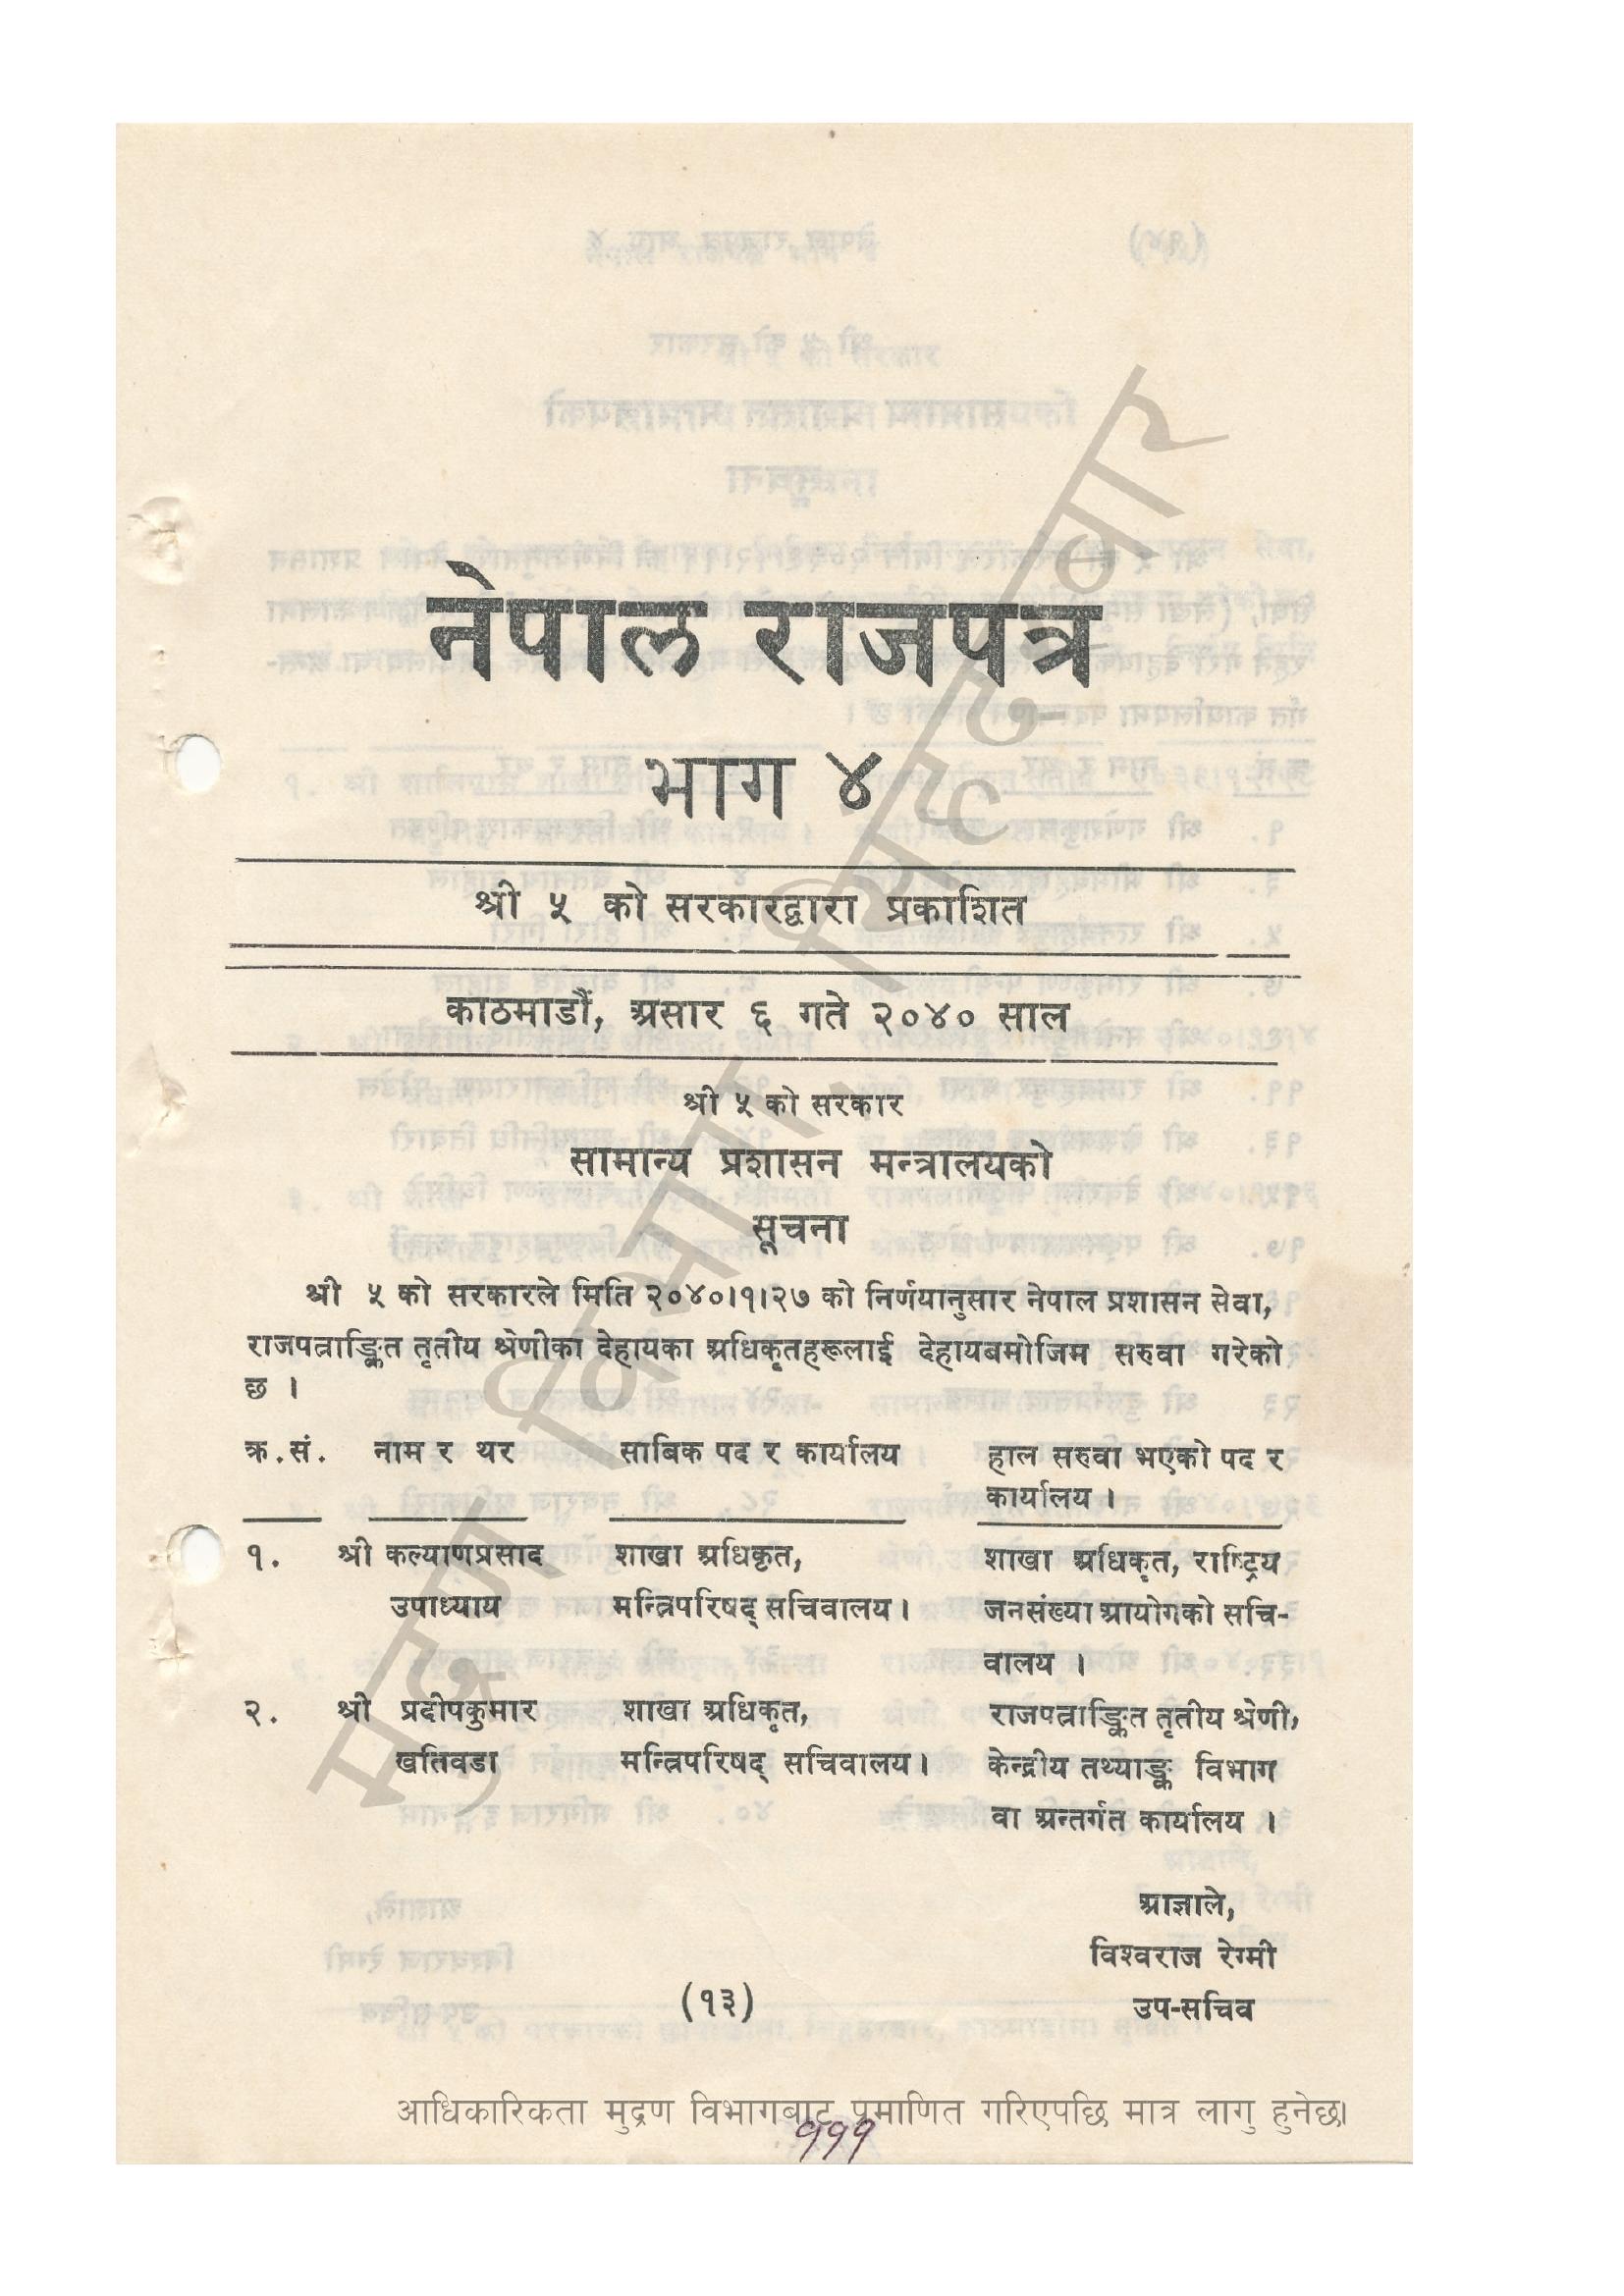 नेपाल राजपत्र
भाग ४
श्री ५ को सरकारद्वारा प्रकाशित
काठमाडौं, असार ६ गते २०४० साल
श्री ५ को सरकार
सामान्य प्रशासन मन्त्रालयको
सूचना
श्री ५ को सरकारले मिति २०४०।१।२७ को निर्णयानुसार नेपाल प्रशासन सेवा,
राजपत्राङ्कित तृतीय श्रेणीका देहायका अधिकृतहरूलाई देहायबमोजिम सरुवा गरेको
छ ।
क्र.सं. नाम र थर साबिक पद र कार्यालय हाल सरुवा भएको पद र
कार्यालय ।
१. श्री कल्याणप्रसाद शाखा अधिकृत, शाखा अधिकृत, राष्ट्रिय
उपाध्याय मन्त्रिपरिषद् सचिवालय । जनसंख्या आयोगको सचि-
वालय ।
२. श्री प्रदीपकुमार शाखा अधिकृत, राजपत्राङ्कित तृतीय श्रेणी,
खतिवडा मन्त्रिपरिषद् सचिवालय । केन्द्रीय तथ्याङ्क विभाग
वा अन्तर्गत कार्यालय ।
आज्ञाले,
विश्वराज रेग्मी
उप-सचिव
(१३)
मुद्रण विभाग, सिंहदरवार
आधिकारिकता मुद्रण विभागबाट प्रमाणित गरिएपछि मात्र लागु हुनेछ।
१११